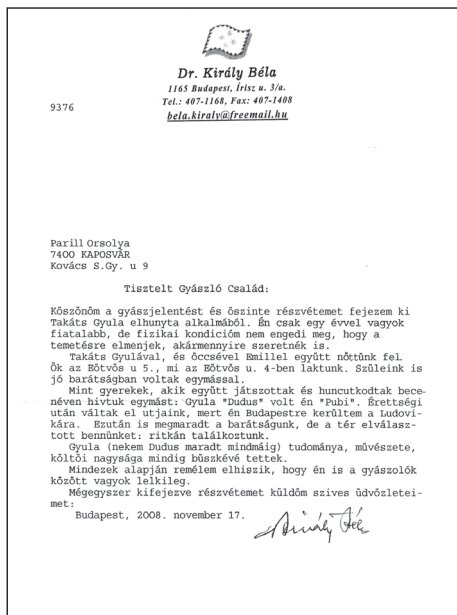 Dr. Király Béla
1165 Budapest, Írisz u. 3/a.
Tel.: 407-1168, Fax: 407-1408
bela.kiraly@freemail.hu
9376
Parill Orsolya
7400 KAPOSVÁR
Kovács S.Gy. u 9
Tisztelt Gyászló Család:
Köszönöm a gyászjelentést és őszinte részvétemet fejezem ki
Takáts Gyula elhunyta alkalmából. Én csak egy évvel vagyok
fiatalabb, de fizikai kondicióm nem engedi meg, hogy a
temetésre elmenjek, akármennyire szeretnék is.
Takáts Gyulával, és öccsével Emillel együtt nőttünk fel.
Ők az Eötvös u 5., mi az Eötvös u. 4-ben laktunk. Szüleink is
jó barátságban voltak egymással.
Mint gyerekek, akik együtt játszottak és huncutkodtak bece-
néven hivtuk egymást: Gyula "Dudus" volt én "Pubi". Érettségi
után váltak el utjaink, mert én Budapestre kerültem a Ludovi-
kára. Ezután is megmaradt a barátságunk, de a tér elválasz-
tott bennünket: ritkán találkoztunk.
Gyula (nekem Dudus maradt mindmáig) tudománya, művészete,
költői nagysága mindig büszkévé tettek.
Mindezek alapján remélem elhiszik, hogy én is a gyászolók
között vagyok lelkileg.
Mégegyszer kifejezve részvétemet küldöm szives üdvözletei-
met:
Budapest, 2008. november 17.
Király Béla